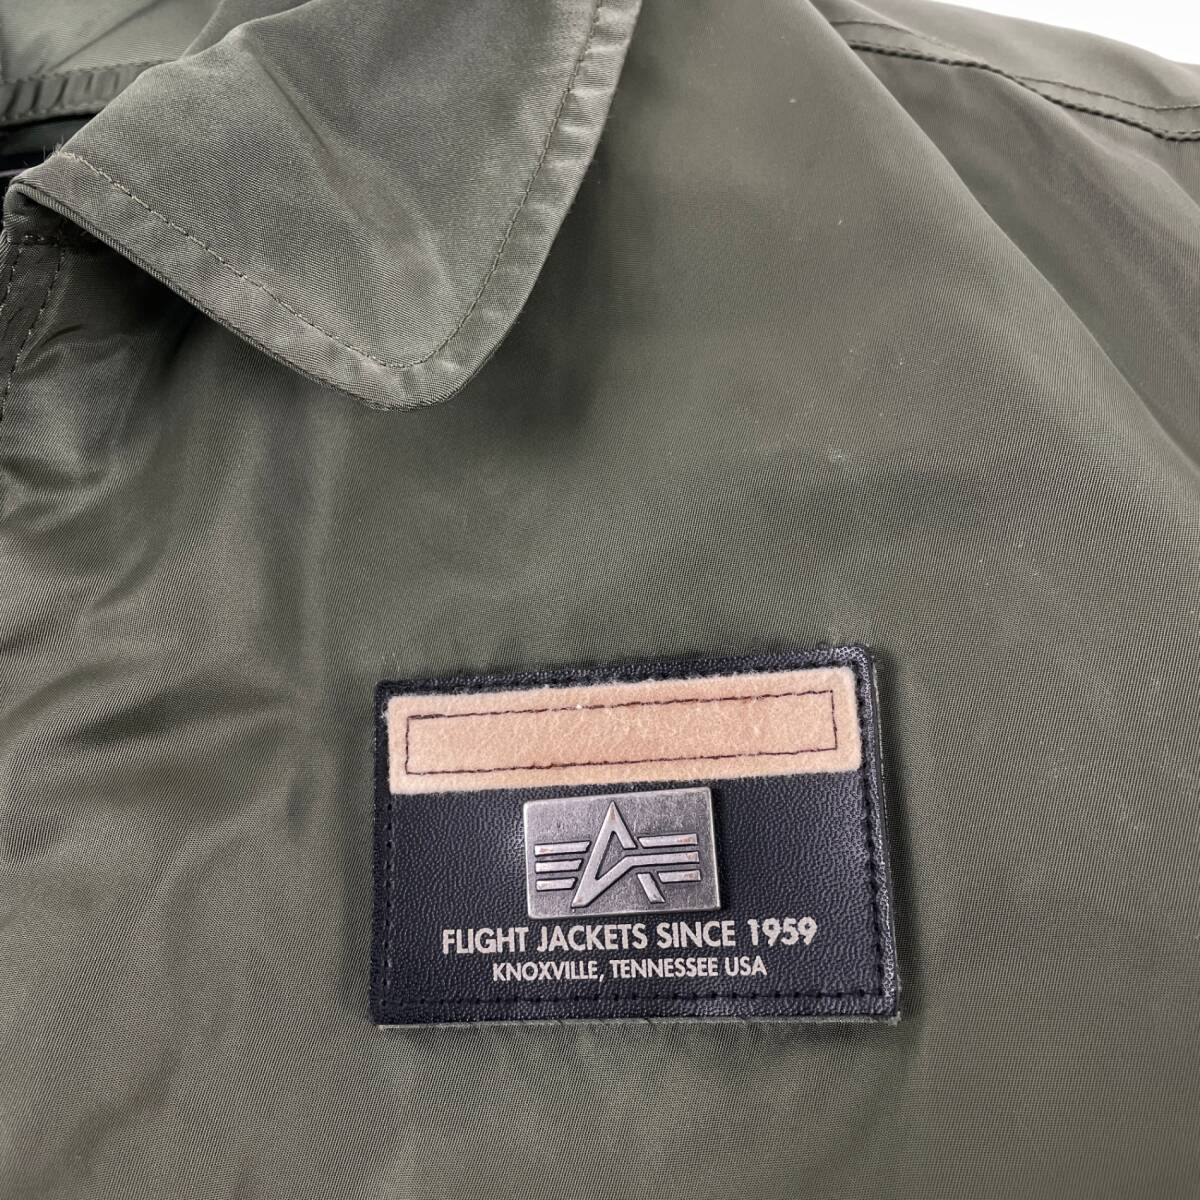 FLIGHT JACKETS SINCE 1959
KNOXVILLE, TENNESSEE USA